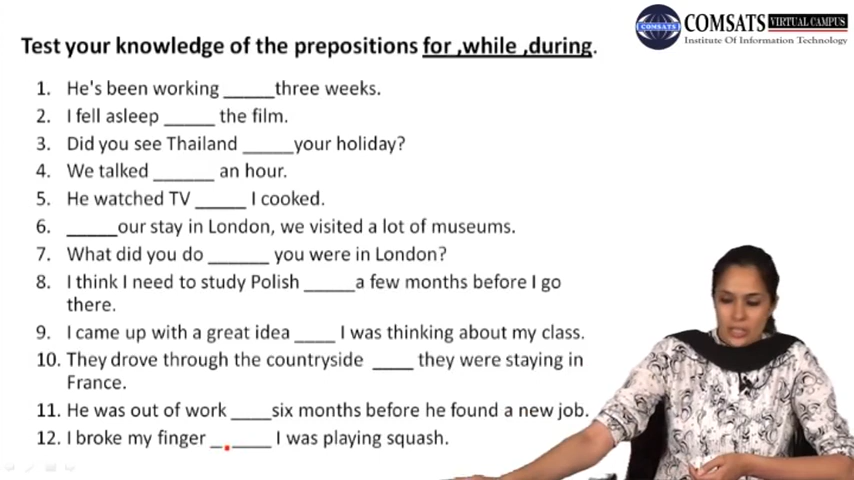 COMSATS VIRTUAL CAMPUS
COMSATS
Institute Of Information Technology
Test your knowledge of the prepositions for ,while ,during.
1. He's been working _____three weeks.
2. I fell asleep _____ the film.
3. Did you see Thailand _____your holiday?
4. We talked ______ an hour.
5. He watched TV _____ I cooked.
6. _____our stay in London, we visited a lot of museums.
7. What did you do ______ you were in London?
8. I think I need to study Polish _____a few months before I go
there.
9. I came up with a great idea ____ I was thinking about my class.
10. They drove through the countryside ____ they were staying in
France.
11. He was out of work ____six months before he found a new job.
12. I broke my finger ______ I was playing squash.